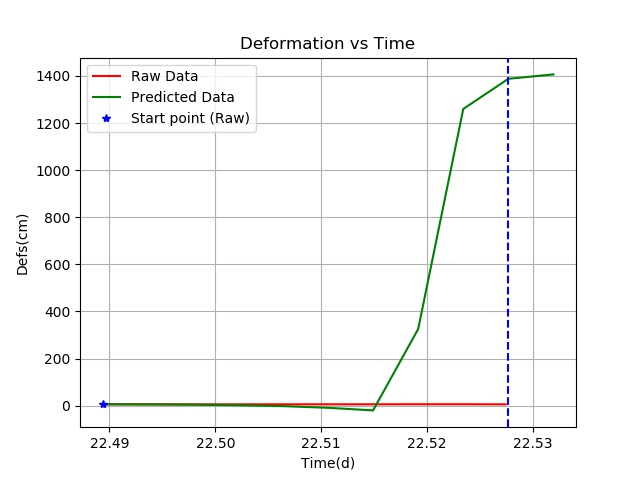 Deformation vs Time
Raw Data
Predicted Data
Start point (Raw)
Defs(cm)
1400
1200
1000
800
600
400
200
0
22.49 22.50 22.51 22.52 22.53
Time(d)